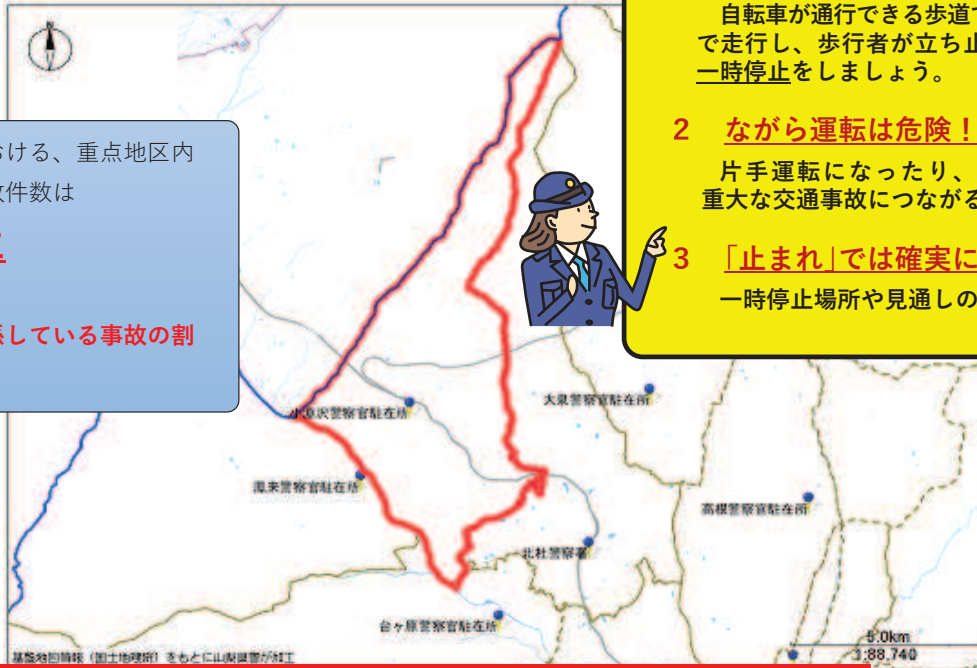 自転車が通行できる歩道で
で走行し、歩行者が立ち止
一時停止をしましょう。
2 ながら運転は危険！
片手運転になったり、
重大な交通事故につながる
3 「止まれ」では確実に
一時停止場所や見通しの
おける、重点地区内
件数は
している事故の割
小淵沢警察官駐在所
大泉警察官駐在所
鳳来警察官駐在所
高根警察官駐在所
北杜警察署
台ヶ原警察官駐在所
5.0km
1:88,740
基盤地図情報（国土地理院）をもとに山梨県警が加工